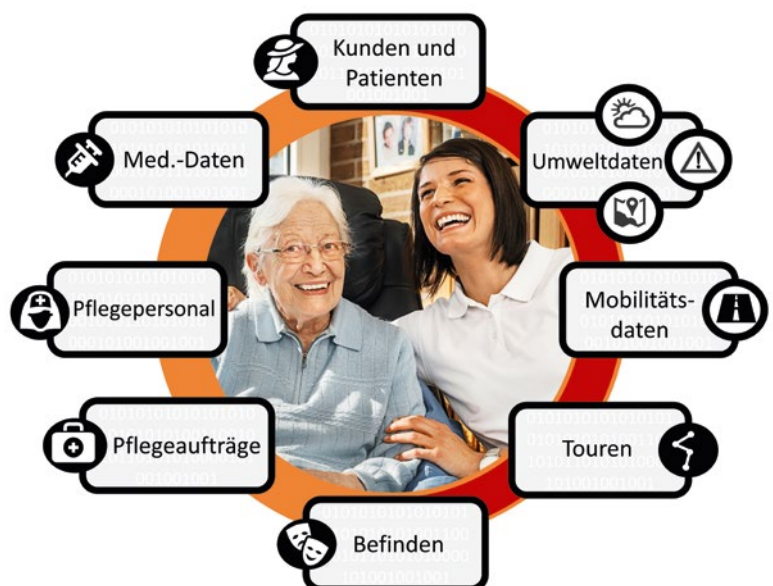 Kunden und
Patienten
Med.-Daten
Umweltdaten
Pflegepersonal
Mobilitäts-
daten
Pflegeaufträge
Touren
Befinden